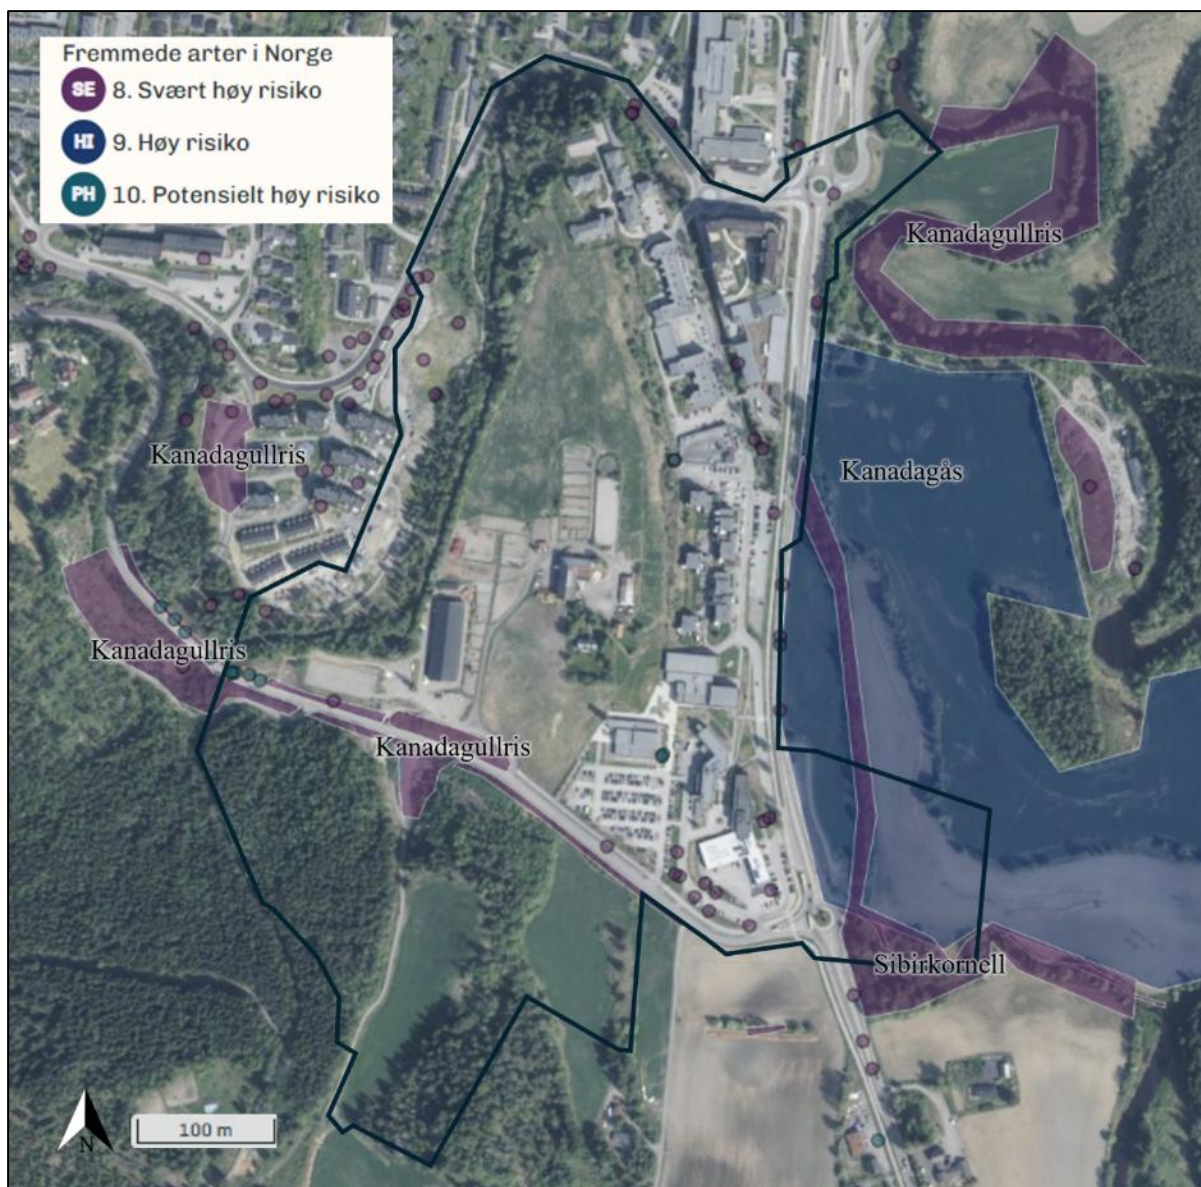 Fremmede arter i Norge
SE 8. Svært høy risiko
HI 9. Høy risiko
PH 10. Potensielt høy risiko
Kanadagullris
Kanadagullris
Kanadagås
Kanadagullris
Kanadagullris
Sibirkornell
N
100 m